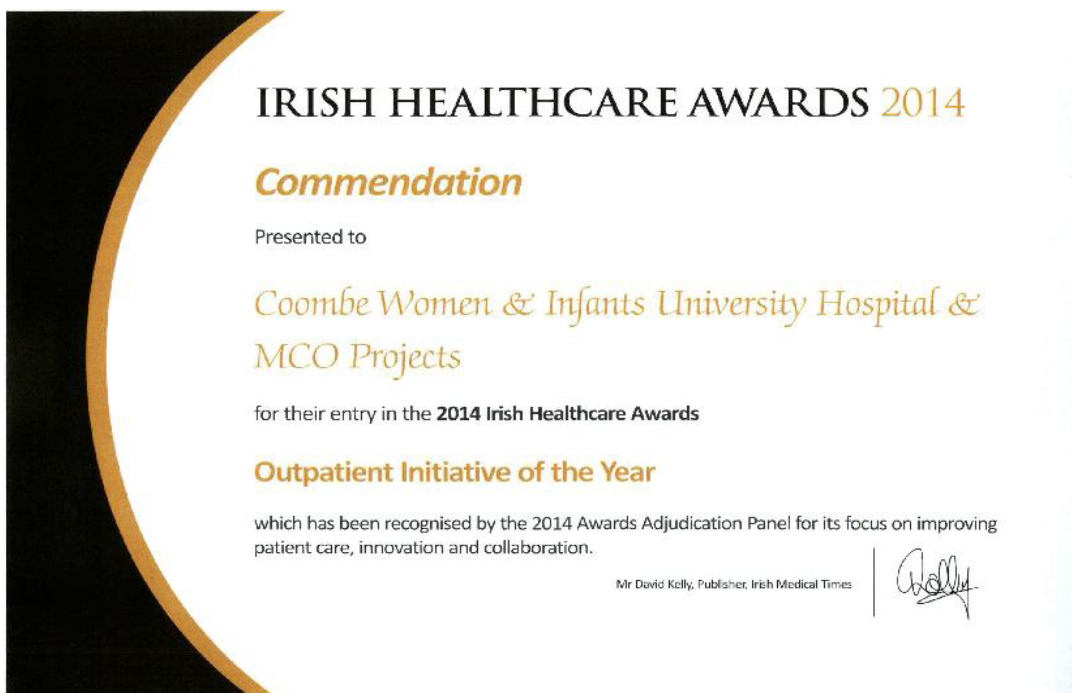 IRISH HEALTHCARE AWARDS 2014
Commendation
Presented to
Coombe Women & Infants University Hospital &
MCO Projects
for their entry in the 2014 Irish Healthcare Awards
Outpatient Initiative of the Year
which has been recognised by the 2014 Awards Adjudication Panel for its focus on improving
patient care, innovation and collaboration.
Mr David Kelly, Publisher, Irish Medical Times